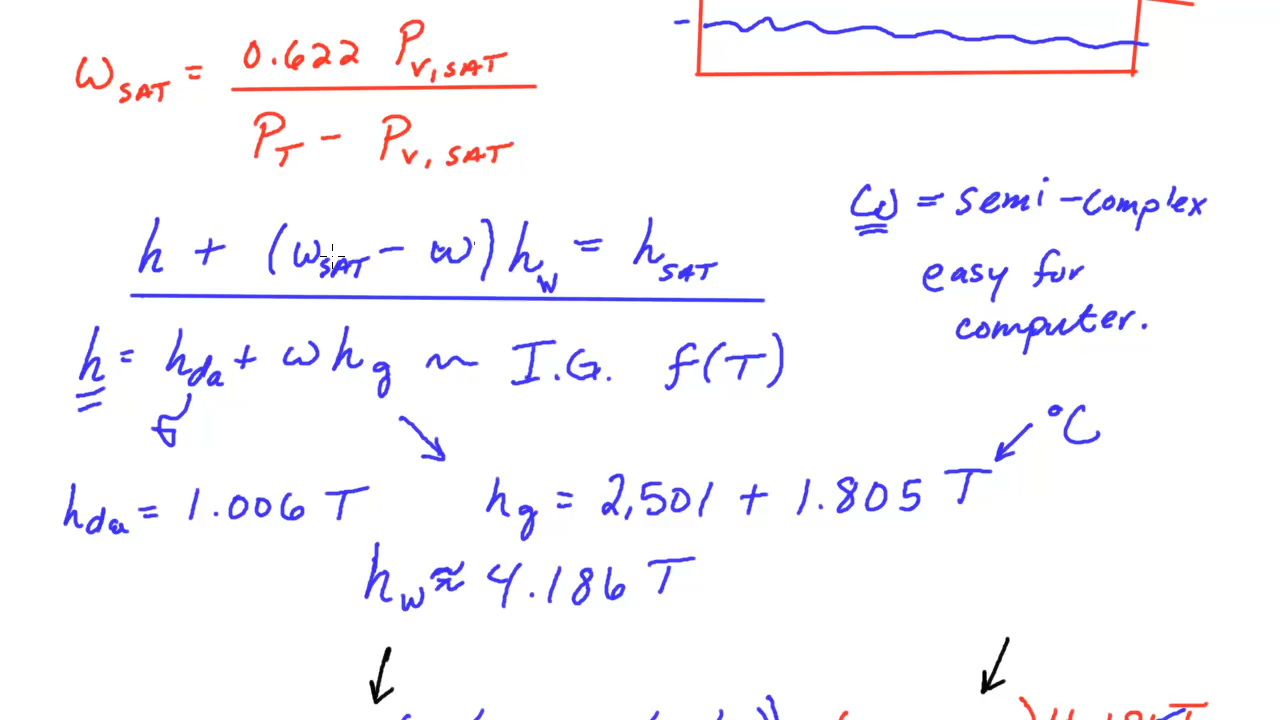 ω_SAT = 0.622 P_v,SAT / P_T - P_v,SAT
h + (ω_SAT - ω) h_w = h_SAT
ω = semi-complex
easy for
computer.
h = h_da + ω h_g ~ I.G. f(T)
°C
h_da = 1.006 T
h_g = 2,501 + 1.805 T
h_w ≈ 4.186 T